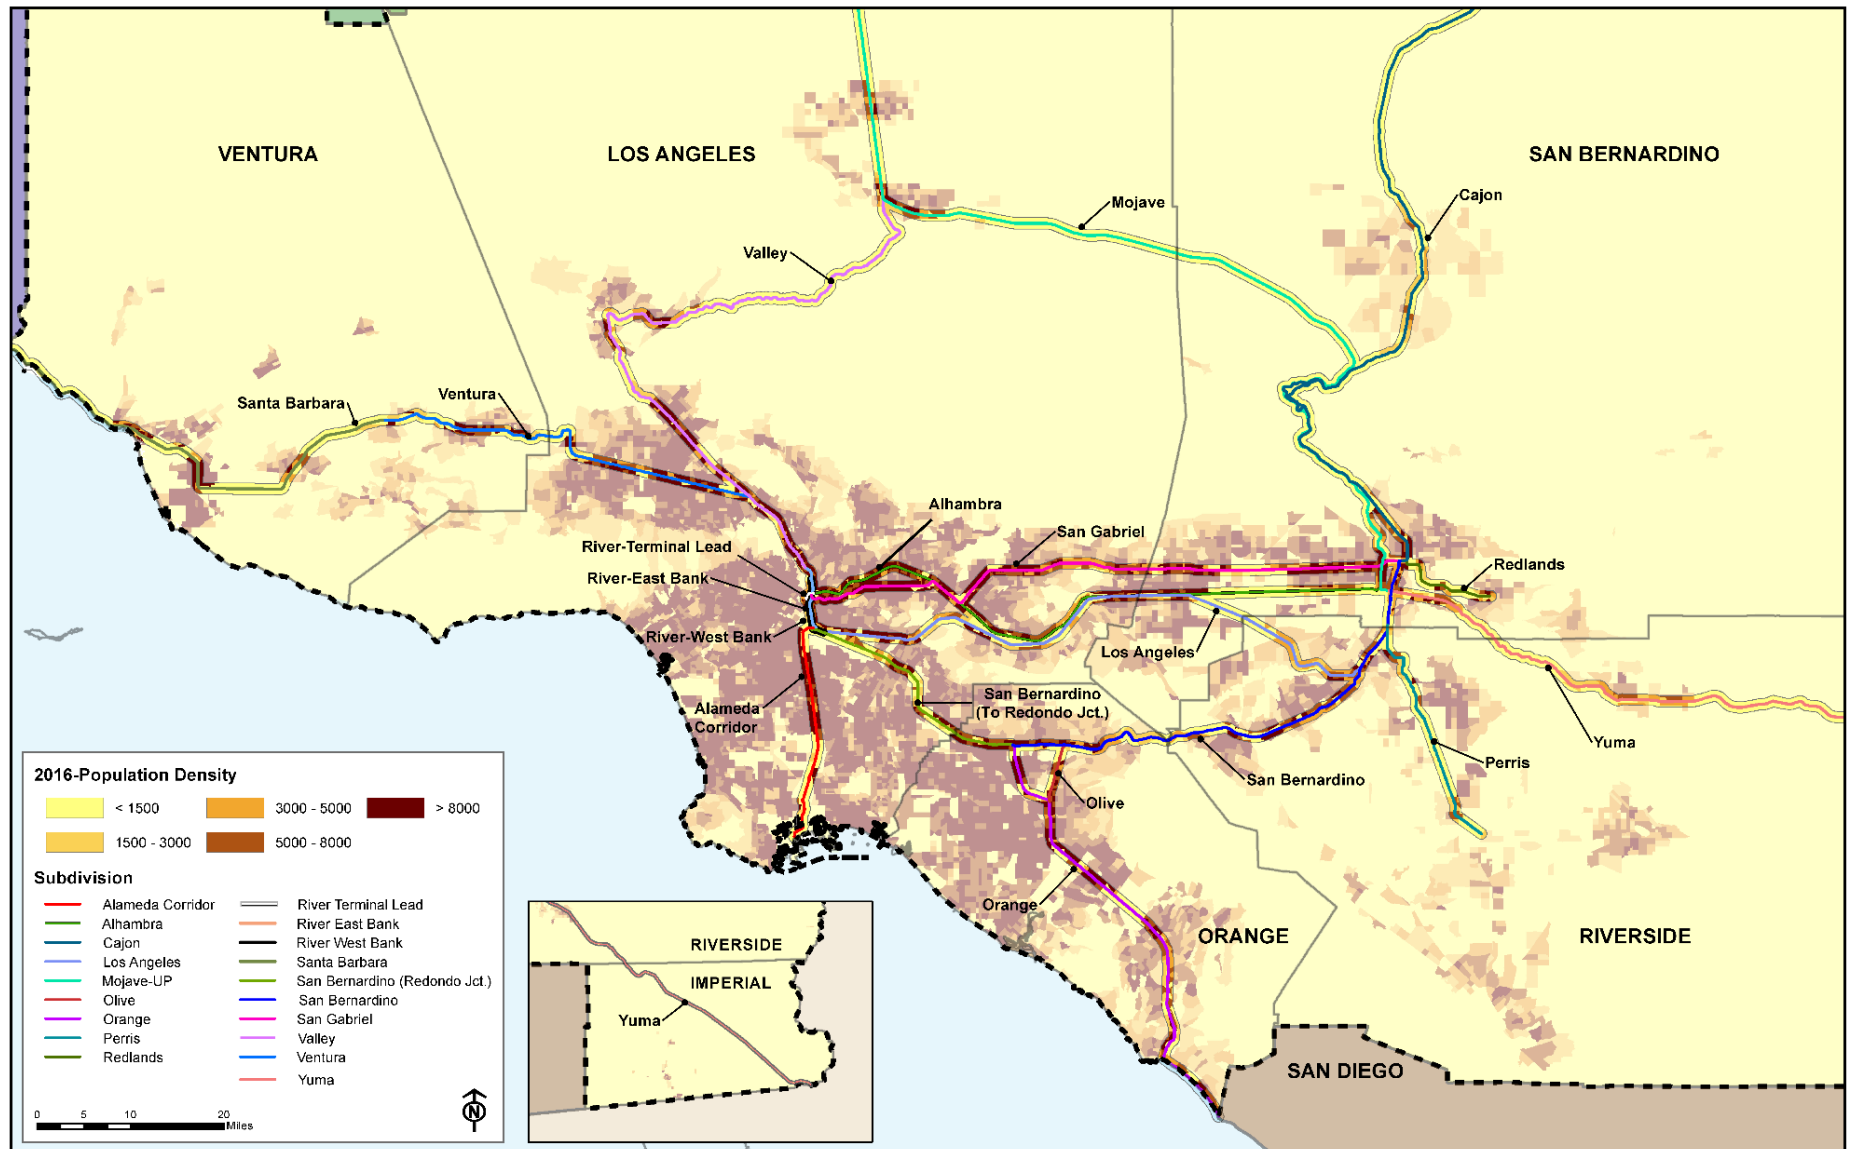 VENTURA
LOS ANGELES
SAN BERNARDINO
Mojave
Cajon
Valley
Santa Barbara
Ventura
Alhambra
San Gabriel
River-Terminal Lead
River-East Bank
Redlands
River-West Bank
Los Angeles
San Bernardino
(To Redondo Jct.)
Alameda
Corridor
Yuma
Perris
San Bernardino
Olive
Orange
ORANGE
RIVERSIDE
SAN DIEGO
2016-Population Density
< 1500
3000 - 5000
> 8000
1500 - 3000
5000 - 8000
Subdivision
Alameda Corridor
Alhambra
Cajon
Los Angeles
Mojave-UP
Olive
Orange
Perris
Redlands
River Terminal Lead
River East Bank
River West Bank
Santa Barbara
San Bernardino (Redondo Jct.)
San Bernardino
San Gabriel
Valley
Ventura
Yuma
0 5 10 20
Miles
N
RIVERSIDE
IMPERIAL
Yuma